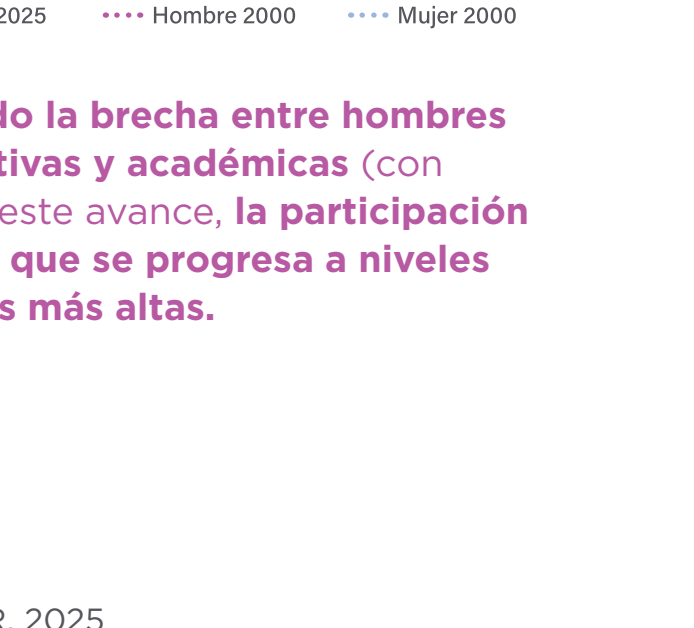 2025 Hombre 2000 Mujer 2000
do la brecha entre hombres
tivas y académicas (con
este avance, la participación
que se progresa a niveles
s más altas.
R, 2025